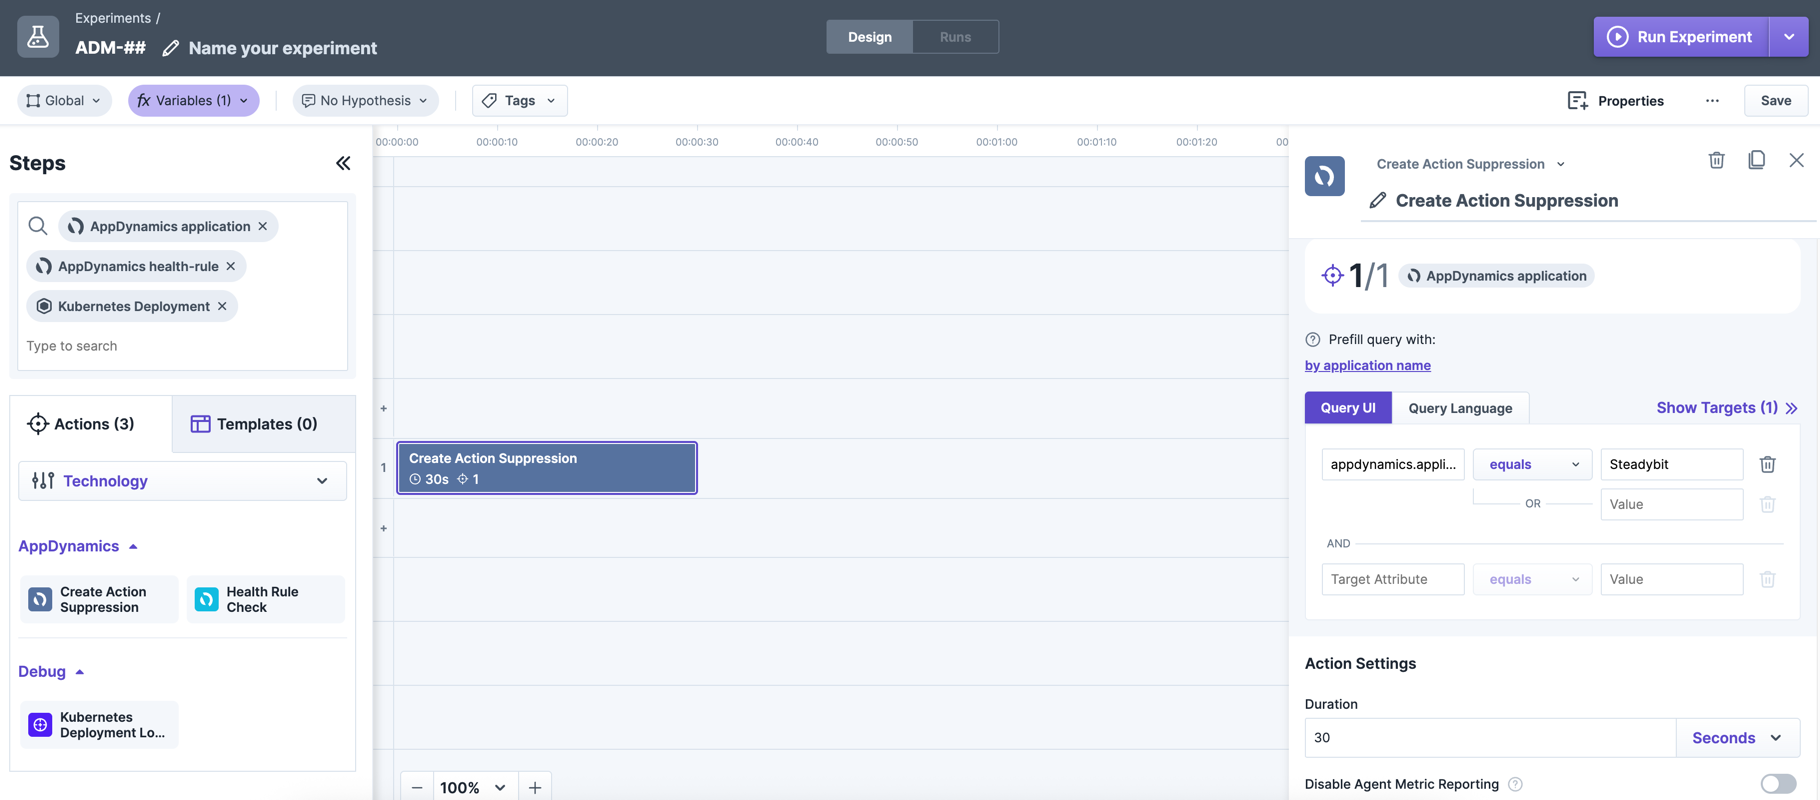 Experiments /
ADM-## Name your experiment
Design Runs
Run Experiment
Global
fx Variables (1)
No Hypothesis
Tags
Properties
...
Save
Steps
AppDynamics application
AppDynamics health-rule
Kubernetes Deployment
Type to search
Actions (3)
Templates (0)
Technology
AppDynamics
Create Action
Suppression
Health Rule
Check
Debug
Kubernetes
Deployment Lo...
00:00:00 00:00:10 00:00:20 00:00:30 00:00:40 00:00:50 00:01:00 00:01:10 00:01:20 00
+
1
Create Action Suppression
30s 1
+
− 100% +
Create Action Suppression
Create Action Suppression
1/1 AppDynamics application
? Prefill query with:
by application name
Query UI Query Language Show Targets (1)
appdynamics.appli... equals Steadybit
OR Value
AND
Target Attribute equals Value
Action Settings
Duration
30 Seconds
Disable Agent Metric Reporting ?